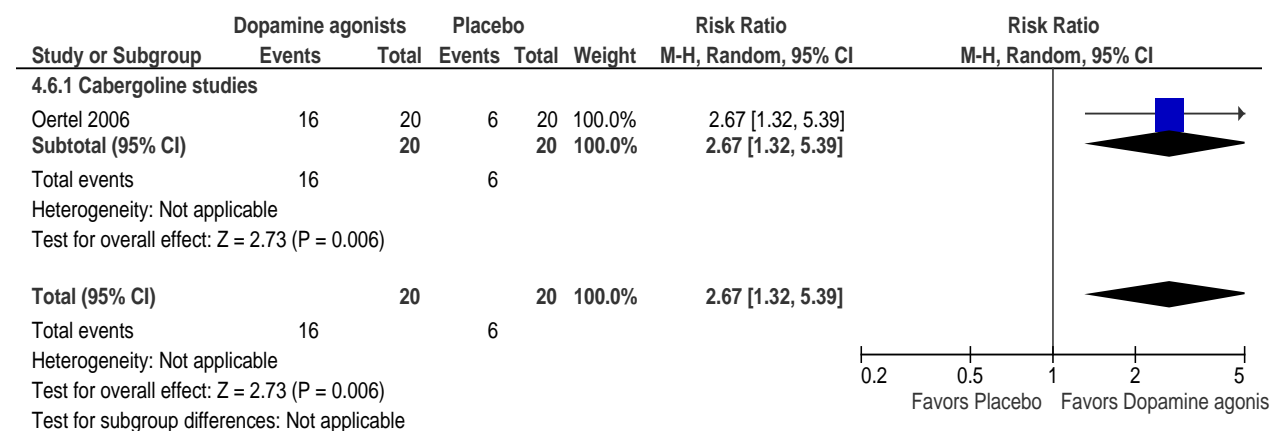 Dopamine agonists Placebo Risk Ratio Risk Ratio
Study or Subgroup Events Total Events Total Weight M-H, Random, 95% CI M-H, Random, 95% CI
4.6.1 Cabergoline studies
Oertel 2006 16 20 6 20 100.0% 2.67 [1.32, 5.39]
Subtotal (95% CI) 20 20 100.0% 2.67 [1.32, 5.39]
Total events 16 6
Heterogeneity: Not applicable
Test for overall effect: Z = 2.73 (P = 0.006)
Total (95% CI) 20 20 100.0% 2.67 [1.32, 5.39]
Total events 16 6
Heterogeneity: Not applicable
Test for overall effect: Z = 2.73 (P = 0.006)
Test for subgroup differences: Not applicable
0.2 0.5 1 2 5
Favors Placebo Favors Dopamine agonis